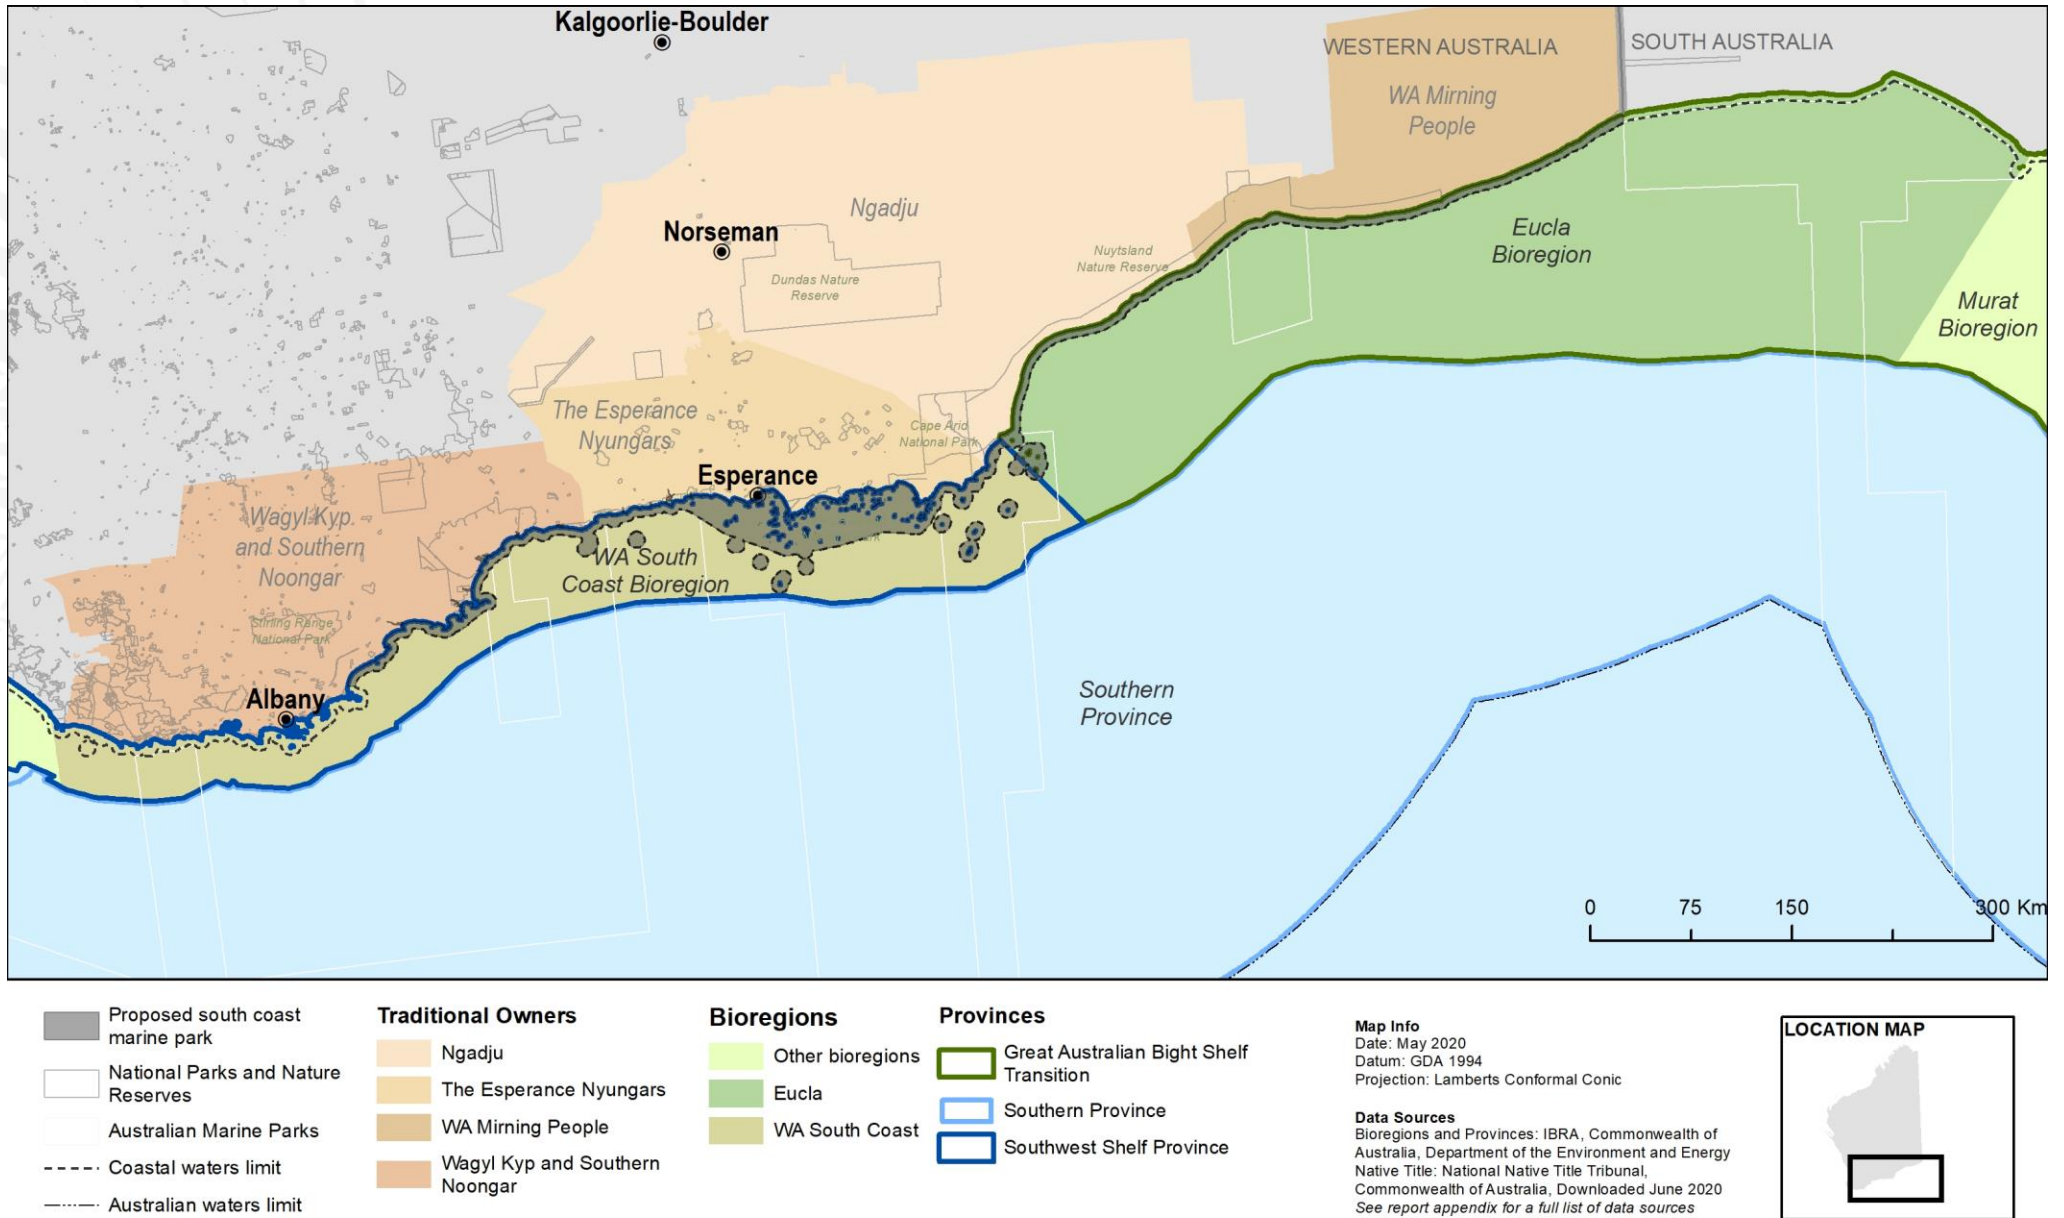 Kalgoorlie-Boulder
WESTERN AUSTRALIA
SOUTH AUSTRALIA
WA Mirning
People
Ngadju
Norseman
Eucla
Bioregion
Nuytsland
Nature Reserve
Dundas Nature
Reserve
Murat
Bioregion
The Esperance
Nyungars
Cape Arid
National Park
Esperance
Wagyl Kyp
and Southern
Noongar
WA South
Coast Bioregion
Stirling Range
National Park
Albany
Southern
Province
0 75 150 300 Km
Proposed south coast
marine park
National Parks and Nature
Reserves
Australian Marine Parks
Coastal waters limit
Australian waters limit
Traditional Owners
Ngadju
The Esperance Nyungars
WA Mirning People
Wagyl Kyp and Southern
Noongar
Bioregions
Other bioregions
Eucla
WA South Coast
Provinces
Great Australian Bight Shelf
Transition
Southern Province
Southwest Shelf Province
Map Info
Date: May 2020
Datum: GDA 1994
Projection: Lamberts Conformal Conic
Data Sources
Bioregions and Provinces: IBRA, Commonwealth of
Australia, Department of the Environment and Energy
Native Title: National Native Title Tribunal,
Commonwealth of Australia, Downloaded June 2020
See report appendix for a full list of data sources
LOCATION MAP